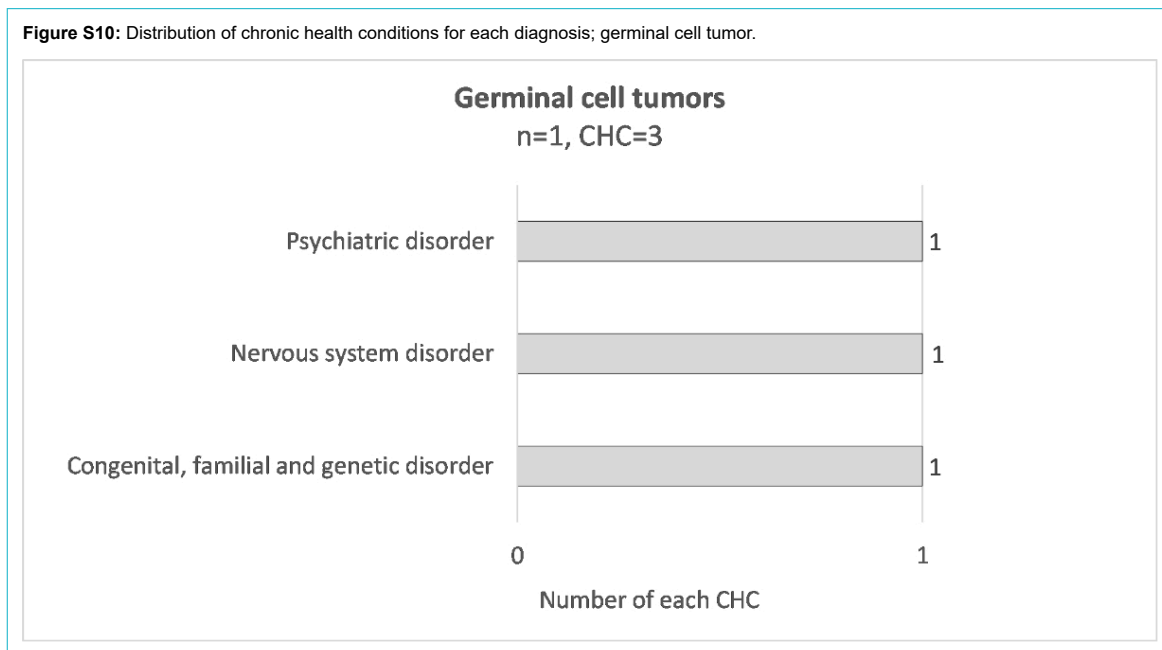 Figure S10: Distribution of chronic health conditions for each diagnosis; germinal cell tumor.
Germinal cell tumors
n=1, CHC=3
Psychiatric disorder 1
Nervous system disorder 1
Congenital, familial and genetic disorder 1
0 1
Number of each CHC